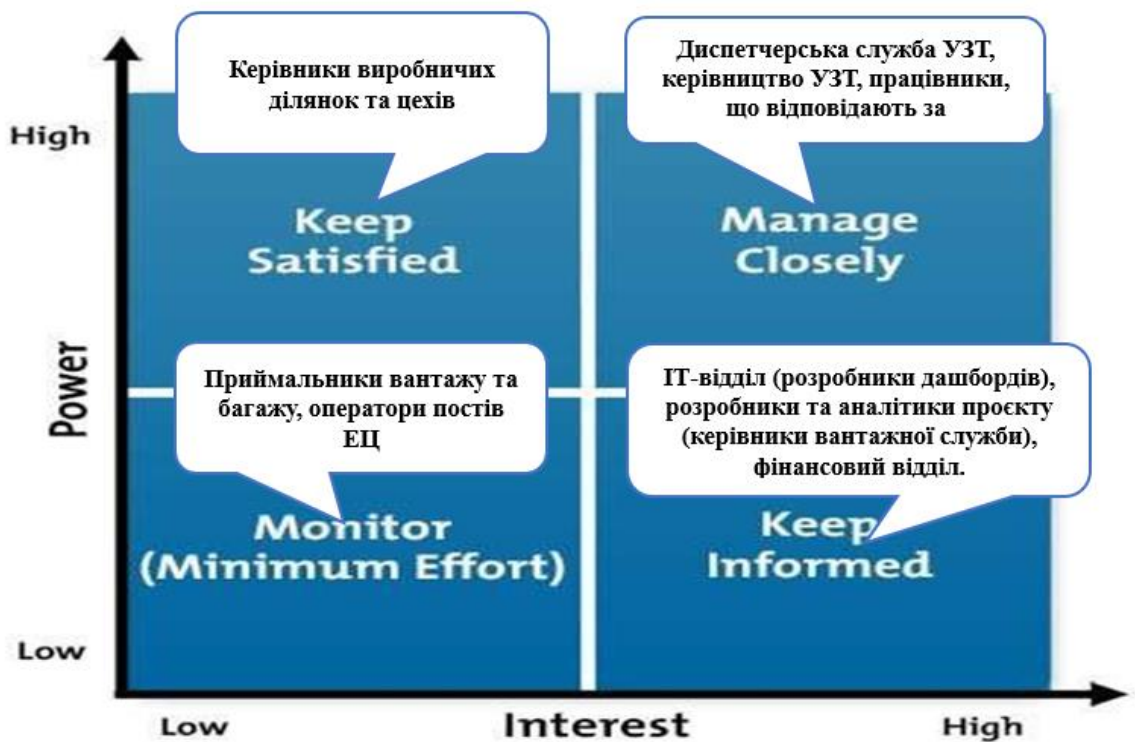 Керівники виробничих
ділянок та цехів
Диспетчерська служба УЗТ,
керівництво УЗТ, працівники,
що відповідають за
High
Keep
Satisfied
Manage
Closely
Power
Приймальники вантажу та
багажу, оператори постів
ЕЦ
ІТ-відділ (розробники дашбордів),
розробники та аналітики проєкту
(керівники вантажної служби),
фінансовий відділ.
Monitor
(Minimum Effort)
Keep
Informed
Low
Low
Interest
High